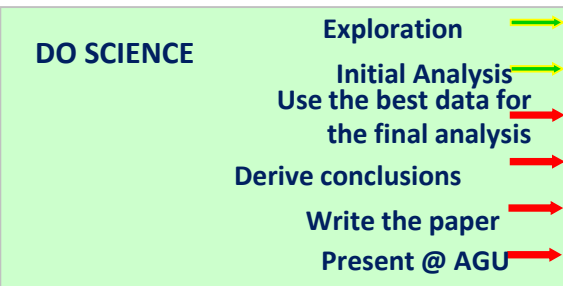 DO SCIENCE
Exploration
Initial Analysis
Use the best data for
the final analysis
Derive conclusions
Write the paper
Present @ AGU